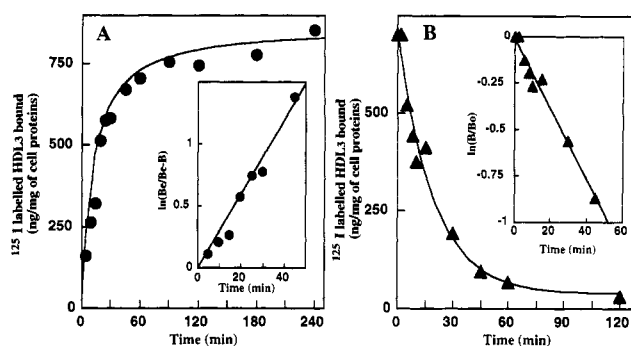 A
125 I labelled HDL3 bound
(ng/mg of cell proteins)
750
500
250
0
0 60 120 180 240
Time (min)
ln(Be/Be-B)
1
0.5
0
0 20 40
Time (min)
B
125 I labelled HDL3 bound
(ng/mg of cell proteins)
500
250
0
0 30 60 90 120
Time (min)
ln(B/Bo)
0
-0.25
-0.5
-0.75
-1
0 20 40 60
Time (min)